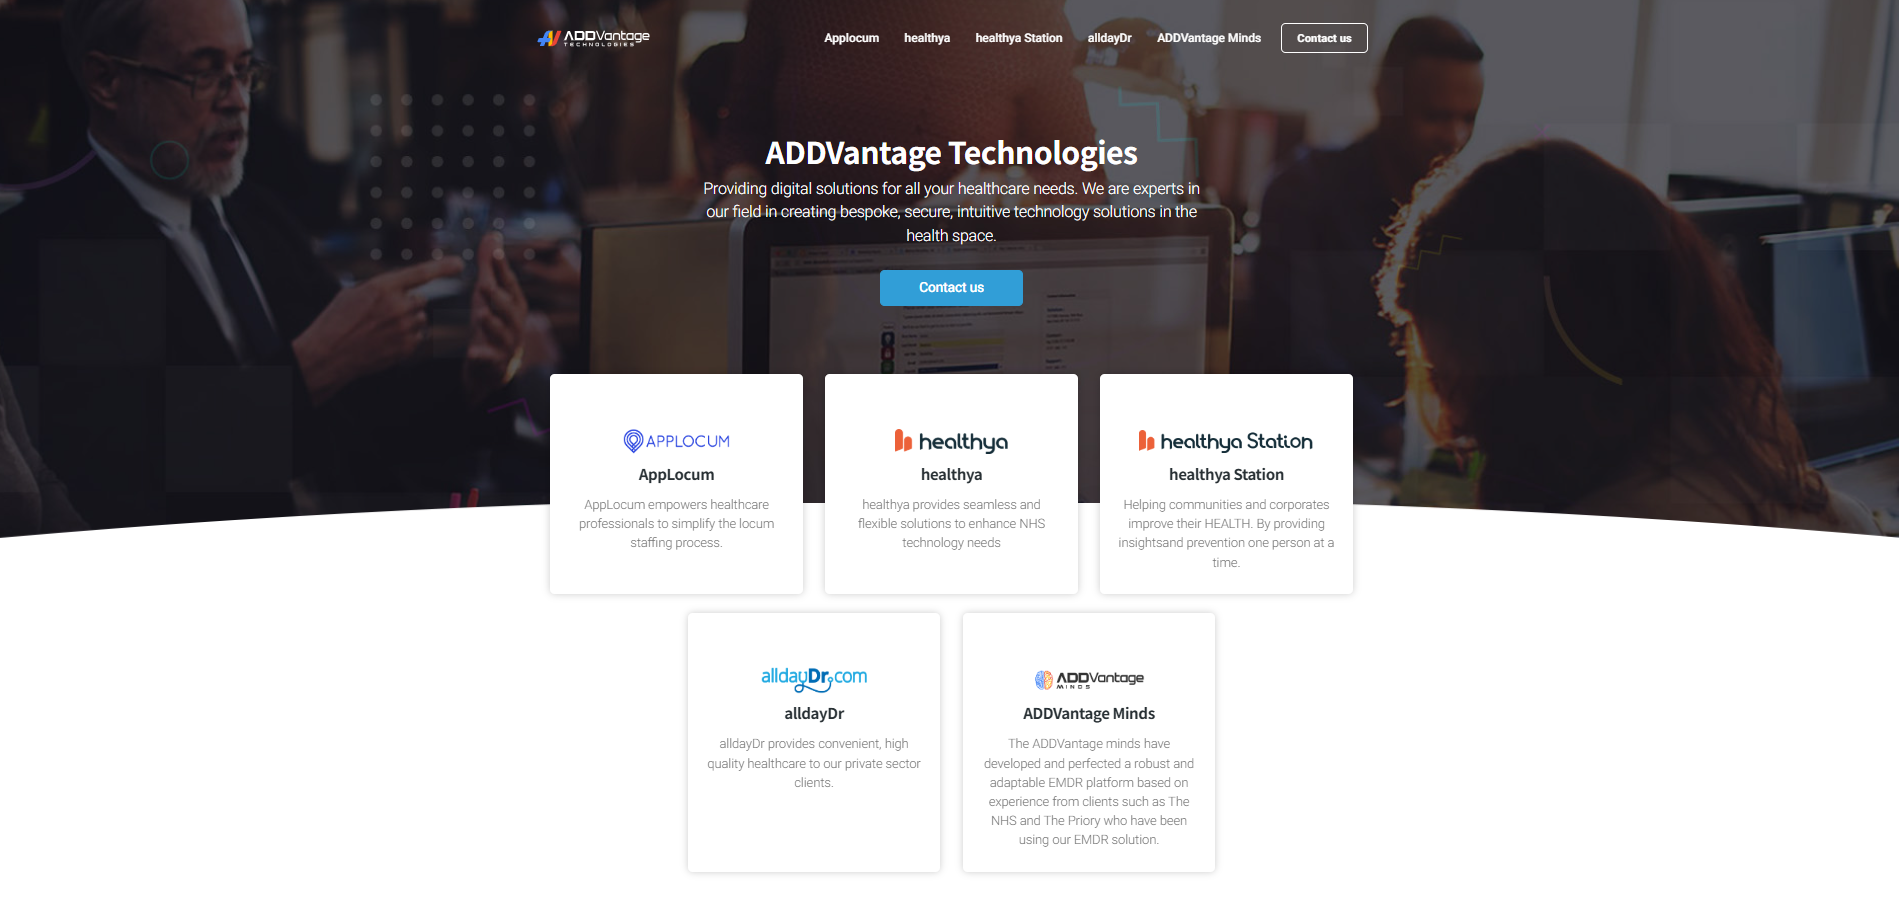 ADDVantage
TECHNOLOGIES
Applocum
healthya
healthya Station
alldayDr
ADDVantage Minds
Contact us
ADDVantage Technologies
Providing digital solutions for all your healthcare needs. We are experts in
our field in creating bespoke, secure, intuitive technology solutions in the
health space.
Contact us
APPLOCUM
AppLocum
AppLocum empowers healthcare
professionals to simplify the locum
staffing process.
healthya
healthya
healthya provides seamless and
flexible solutions to enhance NHS
technology needs
healthya Station
healthya Station
Helping communities and corporates
improve their HEALTH. By providing
insightsand prevention one person at a
time.
alldayDr.com
alldayDr
alldayDr provides convenient, high
quality healthcare to our private sector
clients.
ADDVantage
MINDS
ADDVantage Minds
The ADDVantage minds have
developed and perfected a robust and
adaptable EMDR platform based on
experience from clients such as The
NHS and The Priory who have been
using our EMDR solution.